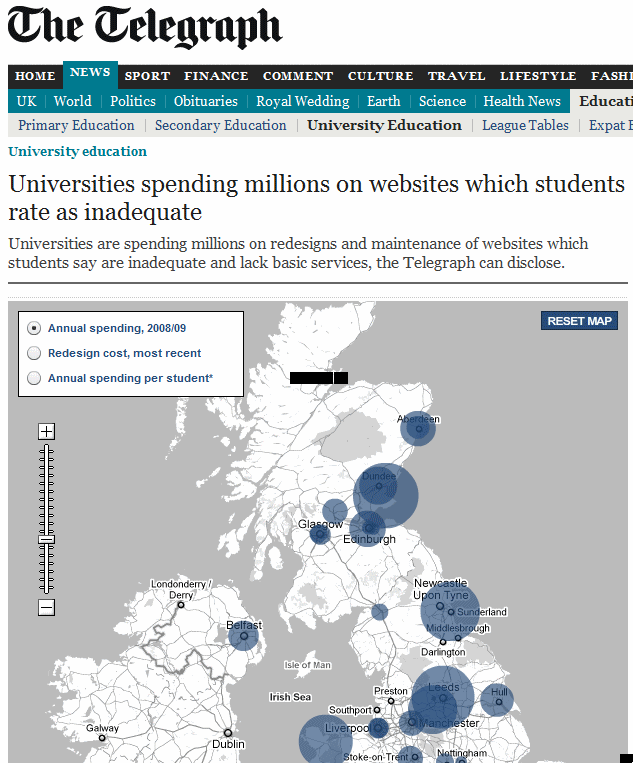 The Telegraph
HOME NEWS SPORT FINANCE COMMENT CULTURE TRAVEL LIFESTYLE FASHI
UK World Politics Obituaries Royal Wedding Earth Science Health News Educati
Primary Education Secondary Education University Education League Tables Expat E
University education
Universities spending millions on websites which students
rate as inadequate
Universities are spending millions on redesigns and maintenance of websites which
students say are inadequate and lack basic services, the Telegraph can disclose.
Annual spending, 2008/09
RESET MAP
Redesign cost, most recent
Annual spending per student*
Aberdeen
Dundee
Glasgow
Edinburgh
Londonderry /
Derry
Newcastle
Upon Tyne
Sunderland
Belfast
Middlesbrough
Darlington
Isle of Man
Irish Sea
Preston
Leeds
Hull
Southport
Galway
Liverpool
Manchester
Dublin
Stoke-on-Trent
Nottingham